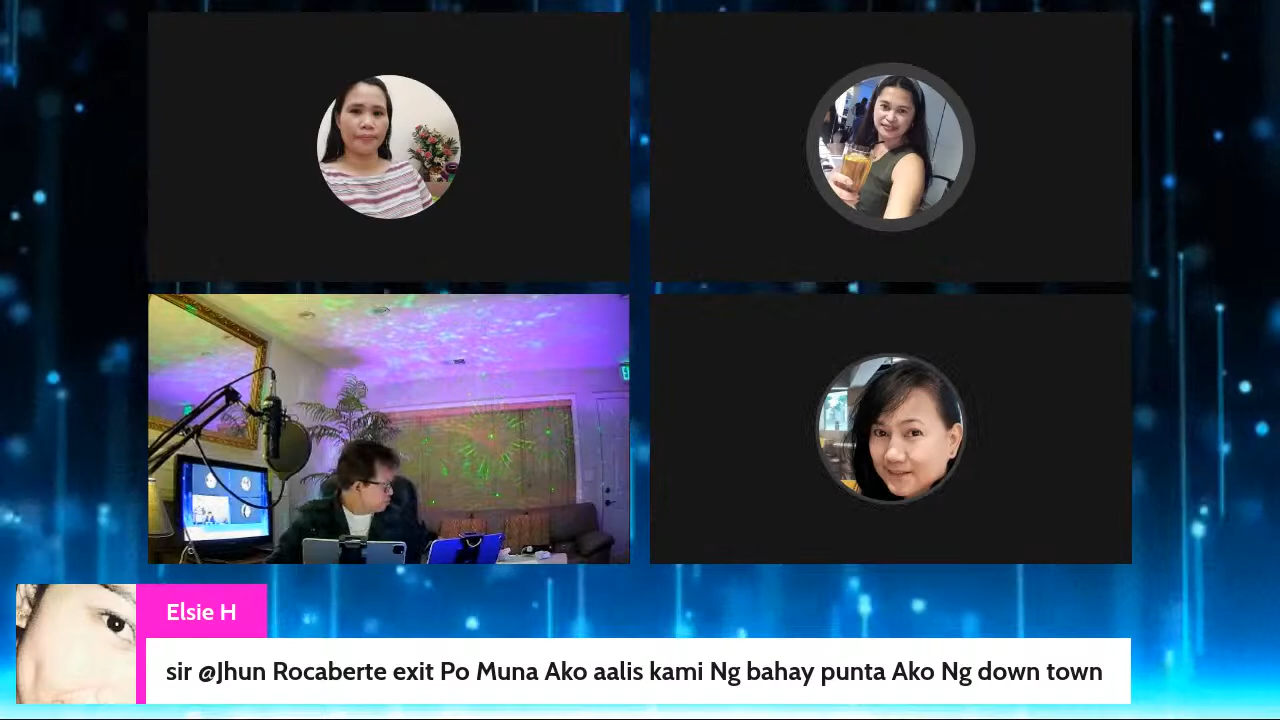 Elsie H
sir @Jhun Rocaberte exit Po Muna Ako aalis kami Ng bahay punta Ako Ng down town